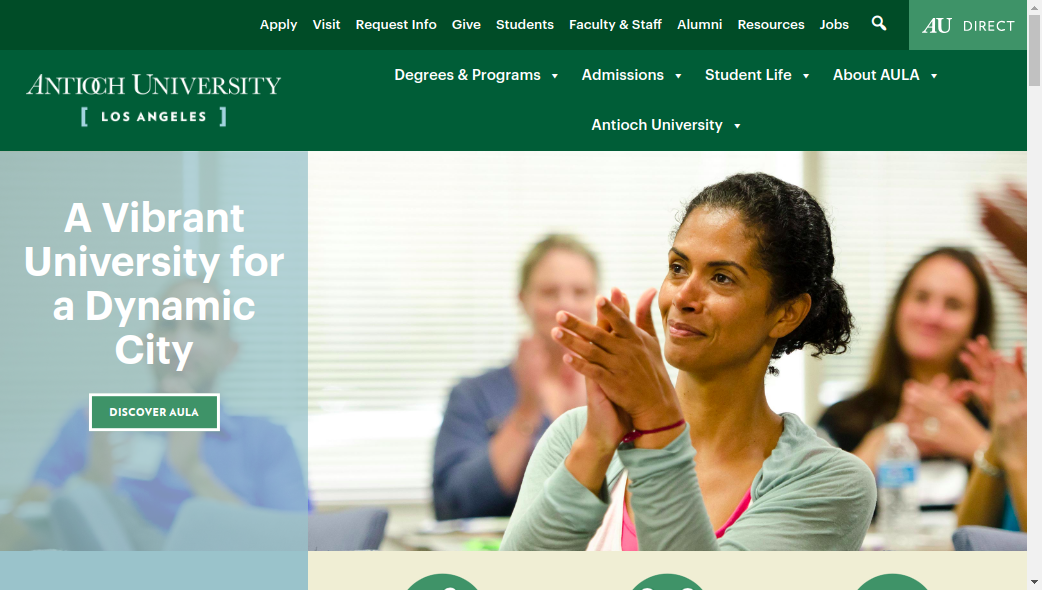 Apply Visit Request Info Give Students Faculty & Staff Alumni Resources Jobs AU DIRECT
ANTIOCH UNIVERSITY
[ LOS ANGELES ]
Degrees & Programs Admissions Student Life About AULA
Antioch University
A Vibrant
University for
a Dynamic
City
DISCOVER AULA